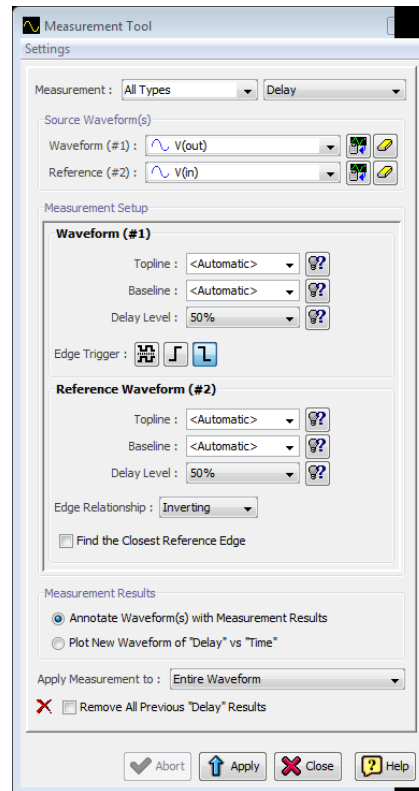 Measurement Tool
Settings
Measurement : All Types Delay
Source Waveform(s)
Waveform (#1) : V(out)
Reference (#2) : V(in)
Measurement Setup
Waveform (#1)
Topline : <Automatic>
Baseline : <Automatic>
Delay Level : 50%
Edge Trigger :
Reference Waveform (#2)
Topline : <Automatic>
Baseline : <Automatic>
Delay Level : 50%
Edge Relationship : Inverting
Find the Closest Reference Edge
Measurement Results
Annotate Waveform(s) with Measurement Results
Plot New Waveform of "Delay" vs "Time"
Apply Measurement to : Entire Waveform
Remove All Previous "Delay" Results
Abort Apply Close Help